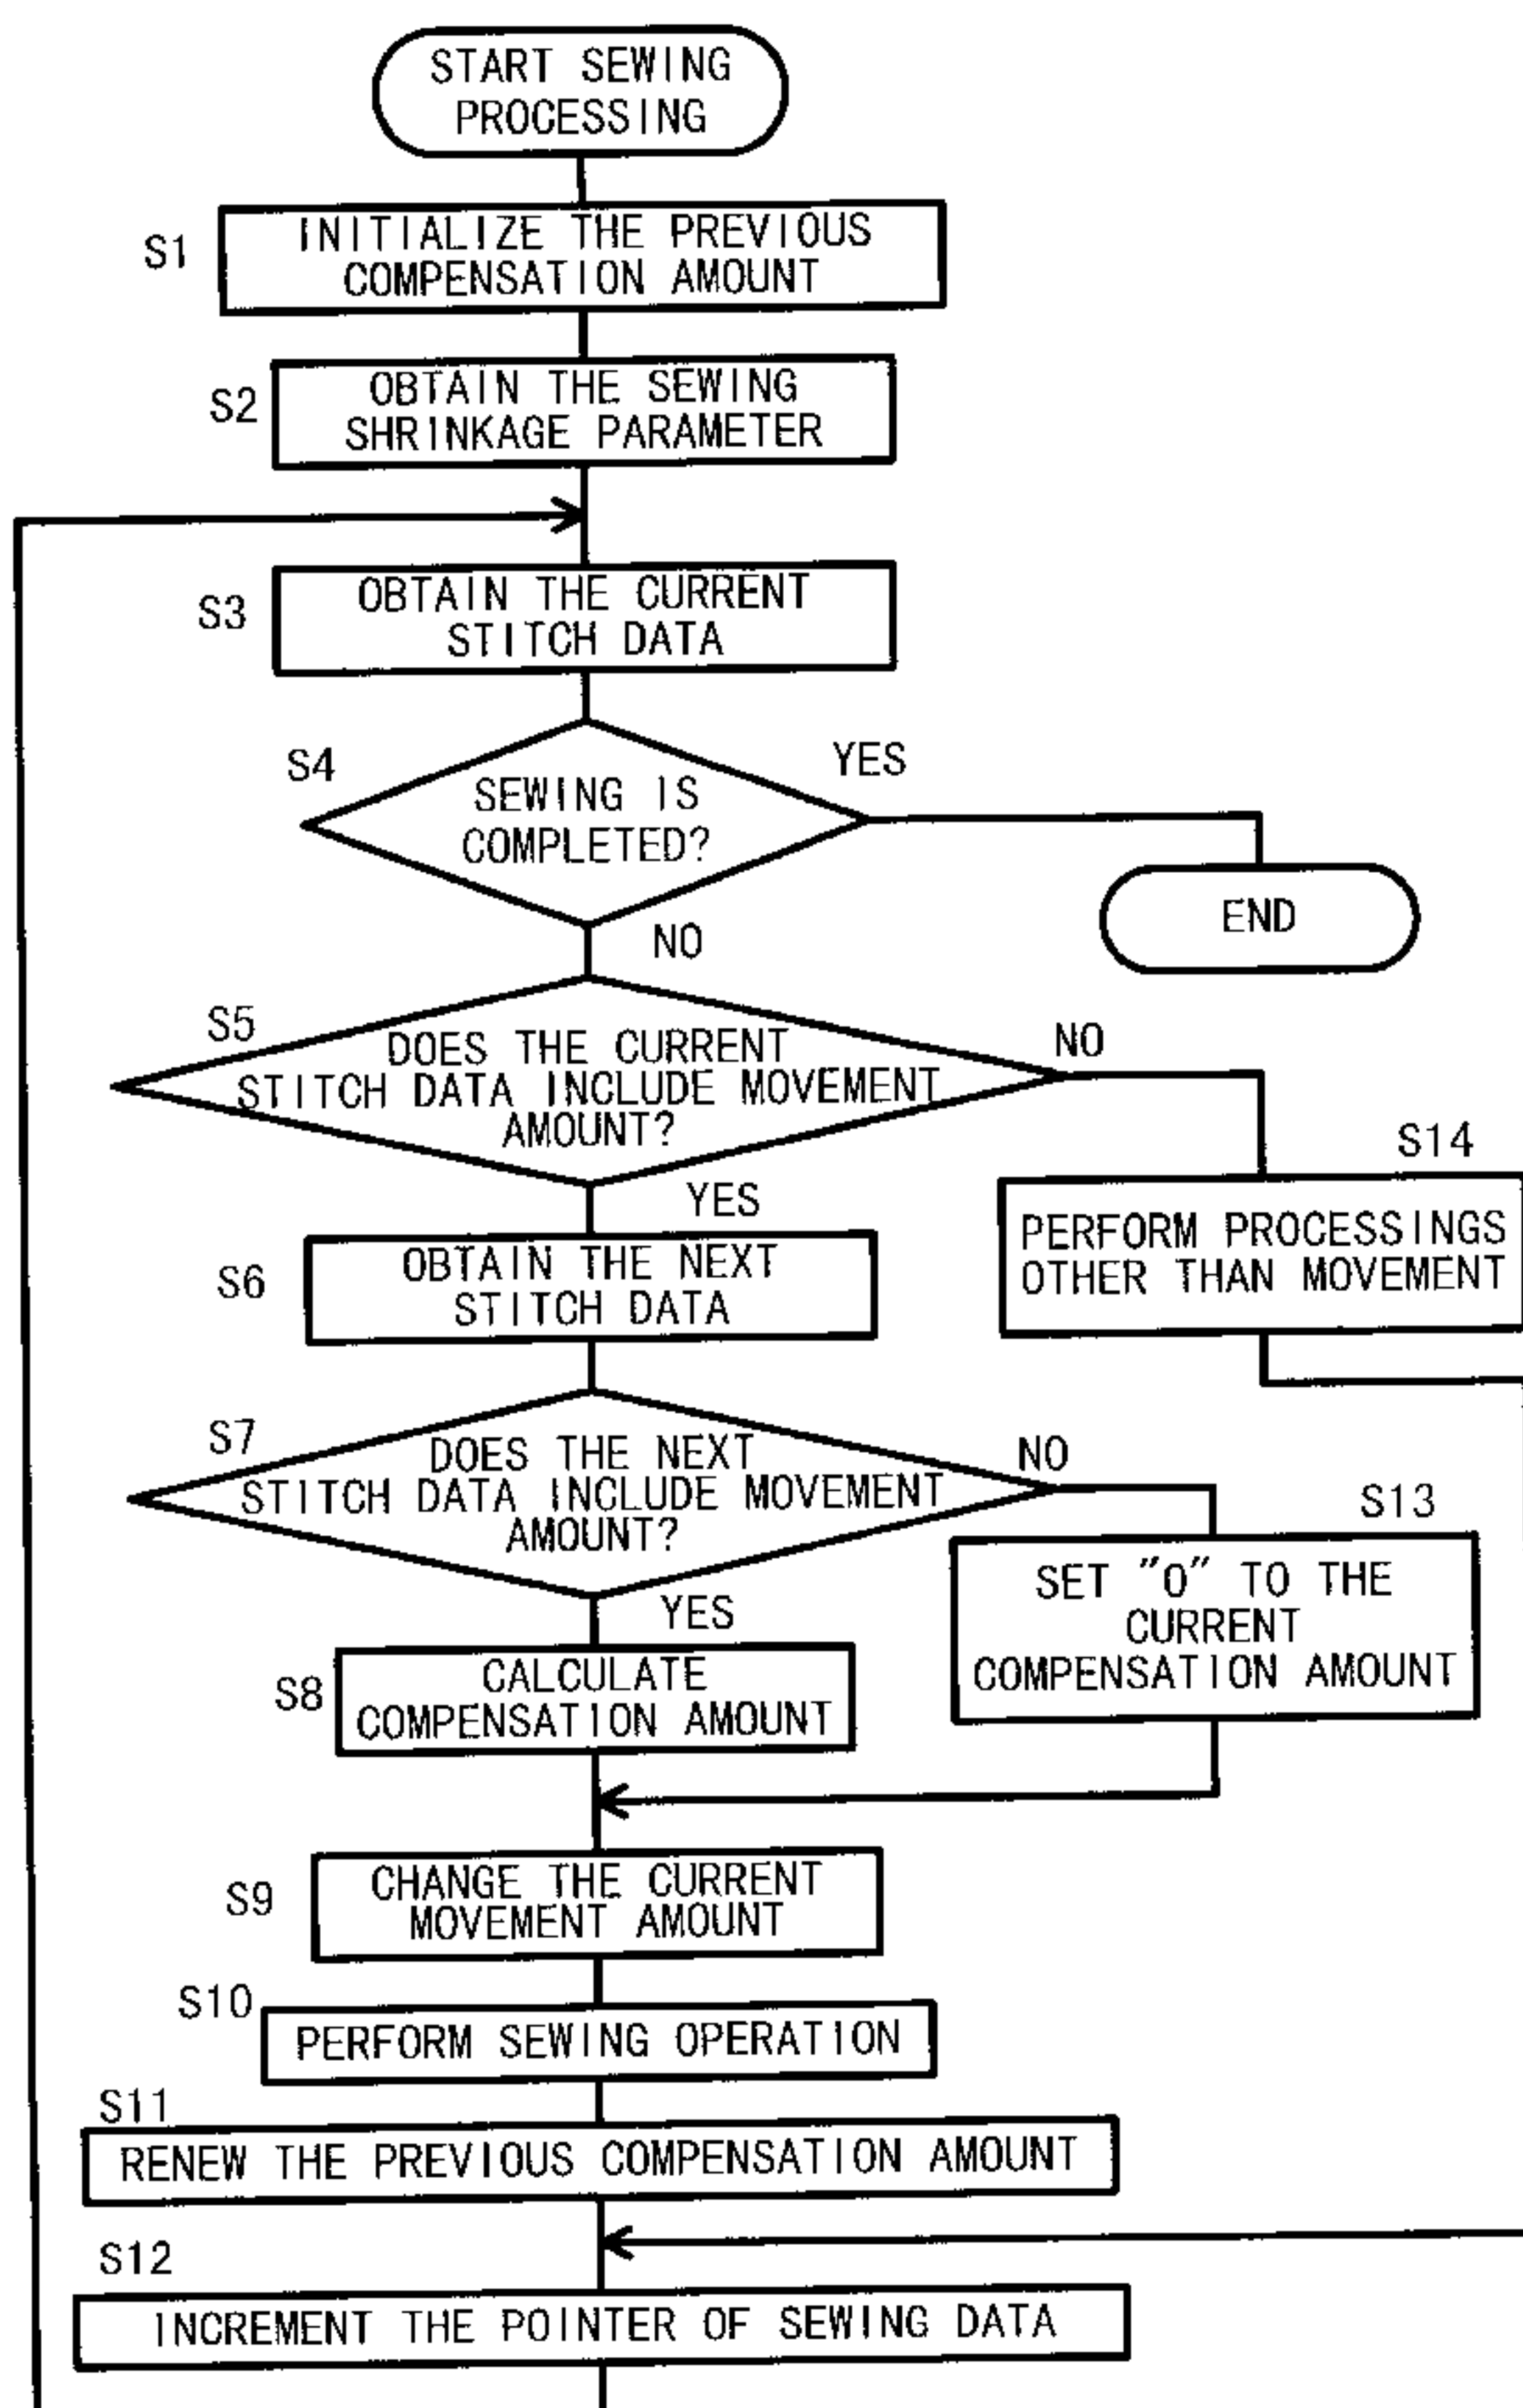 START SEWING
PROCESSING
S1
INITIALIZE THE PREVIOUS
COMPENSATION AMOUNT
S2
OBTAIN THE SEWING
SHRINKAGE PARAMETER
S3
OBTAIN THE CURRENT
STITCH DATA
S4
SEWING IS
COMPLETED?
YES
END
NO
S5
DOES THE CURRENT
STITCH DATA INCLUDE MOVEMENT
AMOUNT?
NO
S14
PERFORM PROCESSINGS
OTHER THAN MOVEMENT
YES
S6
OBTAIN THE NEXT
STITCH DATA
S7
DOES THE NEXT
STITCH DATA INCLUDE MOVEMENT
AMOUNT?
NO
S13
SET "0" TO THE
CURRENT
COMPENSATION AMOUNT
YES
S8
CALCULATE
COMPENSATION AMOUNT
S9
CHANGE THE CURRENT
MOVEMENT AMOUNT
S10
PERFORM SEWING OPERATION
S11
RENEW THE PREVIOUS COMPENSATION AMOUNT
S12
INCREMENT THE POINTER OF SEWING DATA